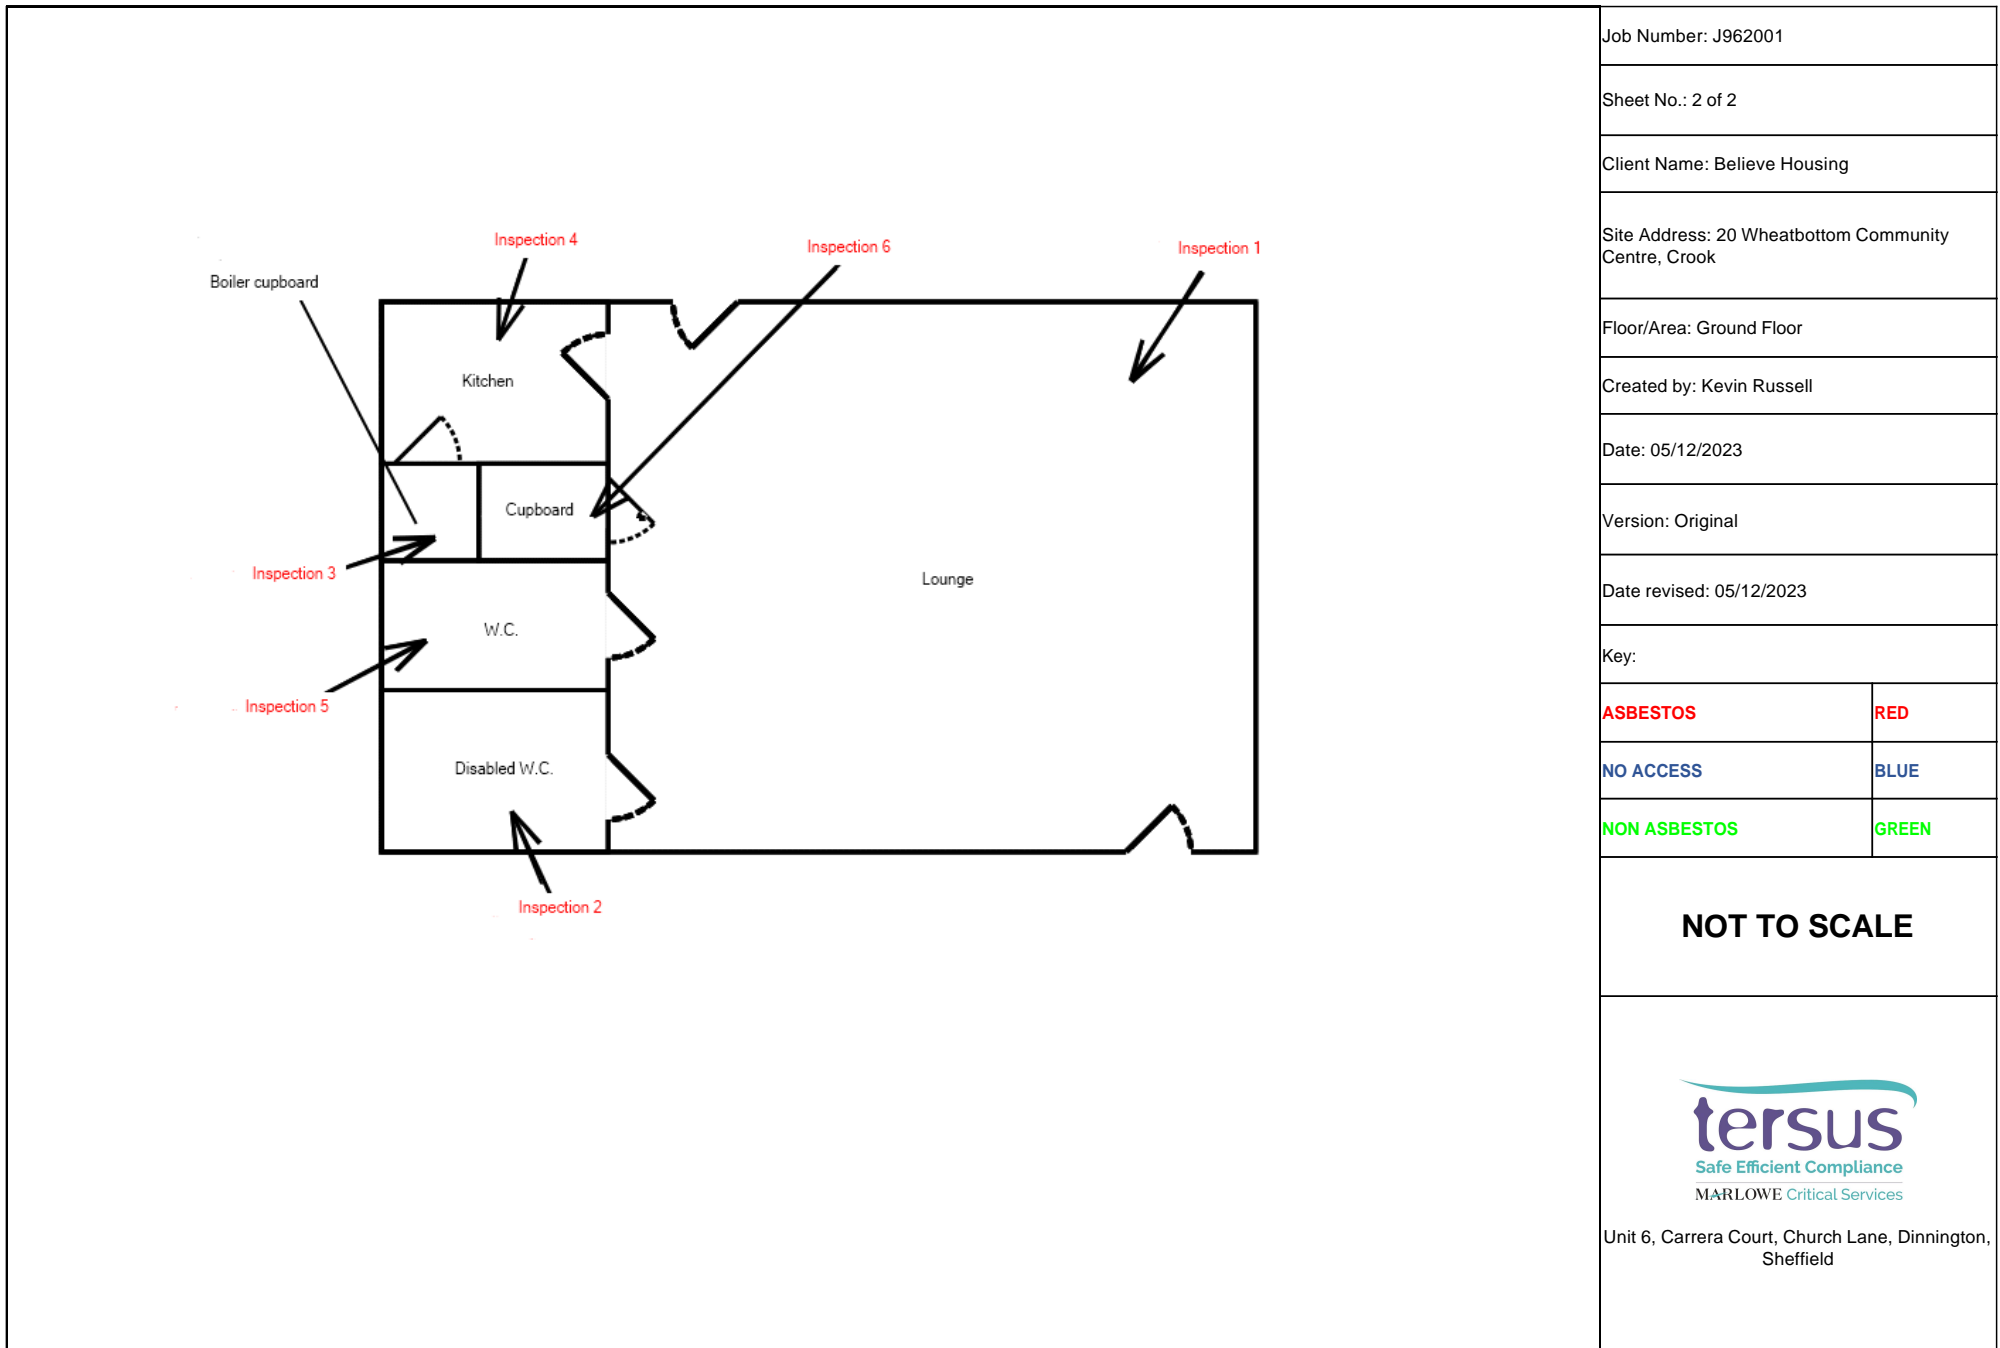 Inspection 4
Inspection 6
Inspection 1
Boiler cupboard
Kitchen
Cupboard
Inspection 3
Lounge
W.C.
Inspection 5
Disabled W.C.
Inspection 2
Job Number: J962001
Sheet No.: 2 of 2
Client Name: Believe Housing
Site Address: 20 Wheatbottom Community
Centre, Crook
Floor/Area: Ground Floor
Created by: Kevin Russell
Date: 05/12/2023
Version: Original
Date revised: 05/12/2023
Key:
ASBESTOS RED
NO ACCESS BLUE
NON ASBESTOS GREEN
NOT TO SCALE
tersus
Safe Efficient Compliance
MARLOWE Critical Services
Unit 6, Carrera Court, Church Lane, Dinnington,
Sheffield